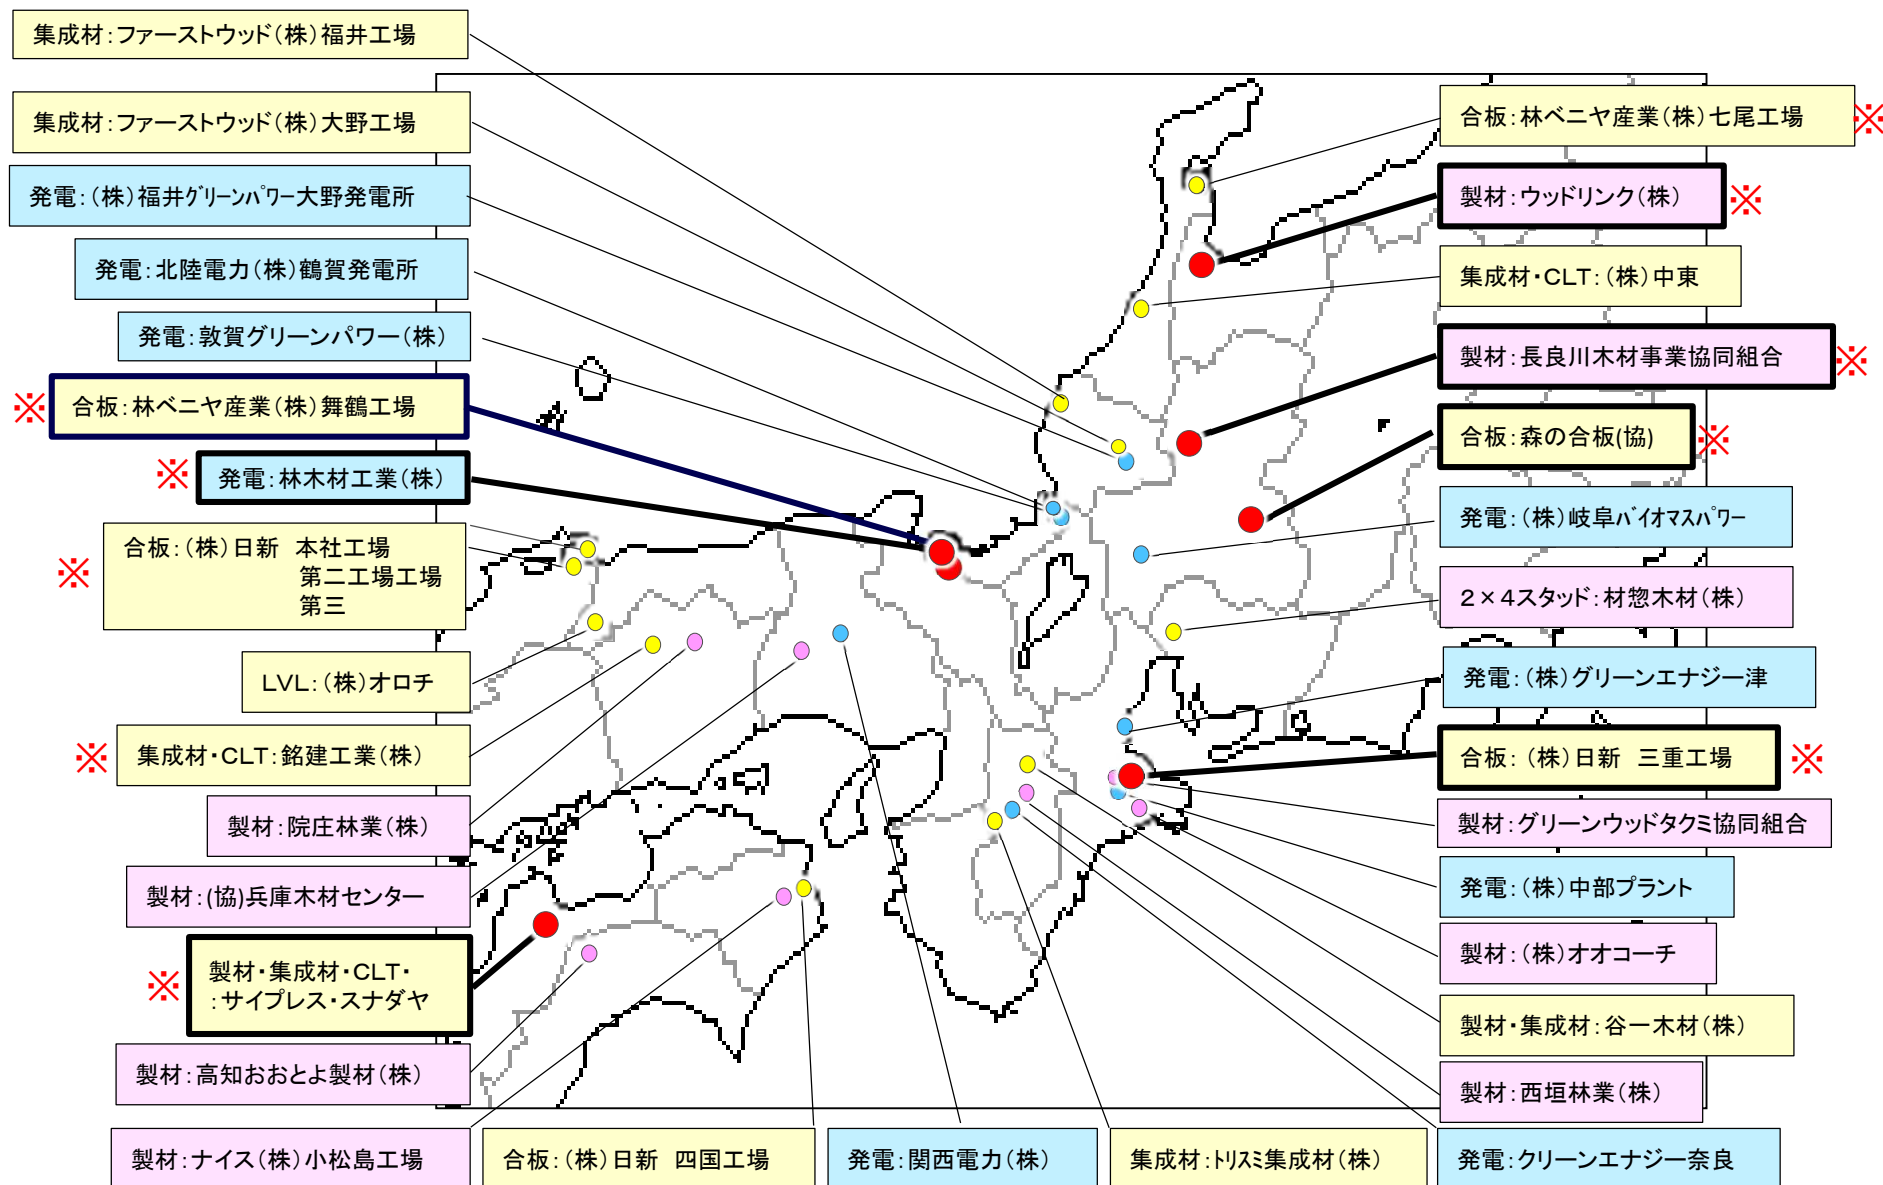 集成材：ファーストウッド（株）福井工場
集成材：ファーストウッド（株）大野工場
発電：（株）福井グリーンパワー大野発電所
発電：北陸電力（株）鶴賀発電所
発電：敦賀グリーンパワー（株）
※ 合板：林ベニヤ産業（株）舞鶴工場
※ 発電：林木材工業（株）
※ 合板：（株）日新　本社工場
第二工場工場
第三
LVL：（株）オロチ
※ 集成材・CLT：銘建工業（株）
製材：院庄林業（株）
製材：(協)兵庫木材センター
※ 製材・集成材・CLT・
：サイプレス・スナダヤ
製材：高知おおとよ製材（株）
製材：ナイス（株）小松島工場
合板：（株）日新　四国工場
発電：関西電力（株）
集成材：トリスミ集成材（株）
発電：クリーンエナジー奈良
合板：林ベニヤ産業（株）七尾工場 ※
製材：ウッドリンク（株） ※
集成材・CLT：（株）中東
製材：長良川木材事業協同組合 ※
合板：森の合板(協) ※
発電：（株）岐阜バイオマスパワー
２×４スタッド：材惣木材（株）
発電：（株）グリーンエナジー津
合板：（株）日新　三重工場 ※
製材：グリーンウッドタクミ協同組合
発電：（株）中部プラント
製材：（株）オオコーチ
製材・集成材：谷一木材（株）
製材：西垣林業（株）